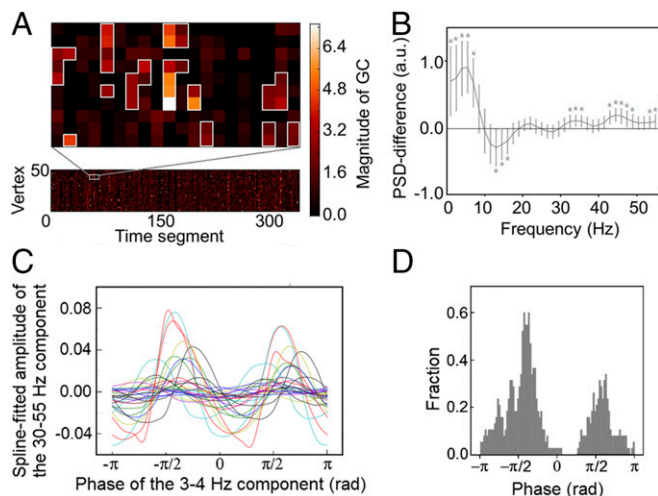 A
6.4
4.8
3.2
1.6
0.0
Magnitude of GC
50
Vertex
0
150
300
Time segment
B
1.0
0.0
-1.0
PSD-difference (a.u.)
* * * * * * * * * * * * * * * * * *
0 10 20 30 40 50
Frequency (Hz)
C
Spline-fitted amplitude of
the 30-55 Hz component
0.08
0.04
0.00
-0.04
-π -π/2 0 π/2 π
Phase of the 3-4 Hz component (rad)
D
Fraction
0.6
0.4
0.2
0
−π −π/2 0 π/2 π
Phase (rad)